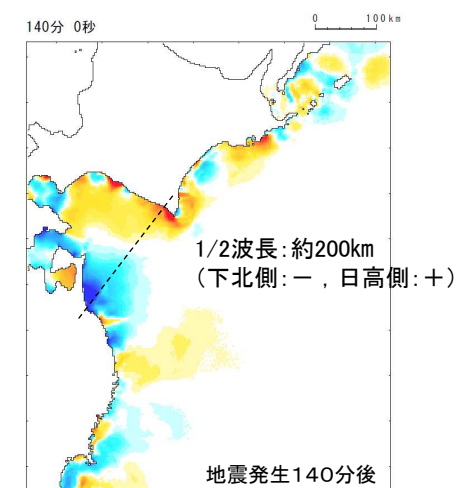 140分 0秒
0 100km
1/2波長:約200km
(下北側:ー,日高側:+)
地震発生140分後